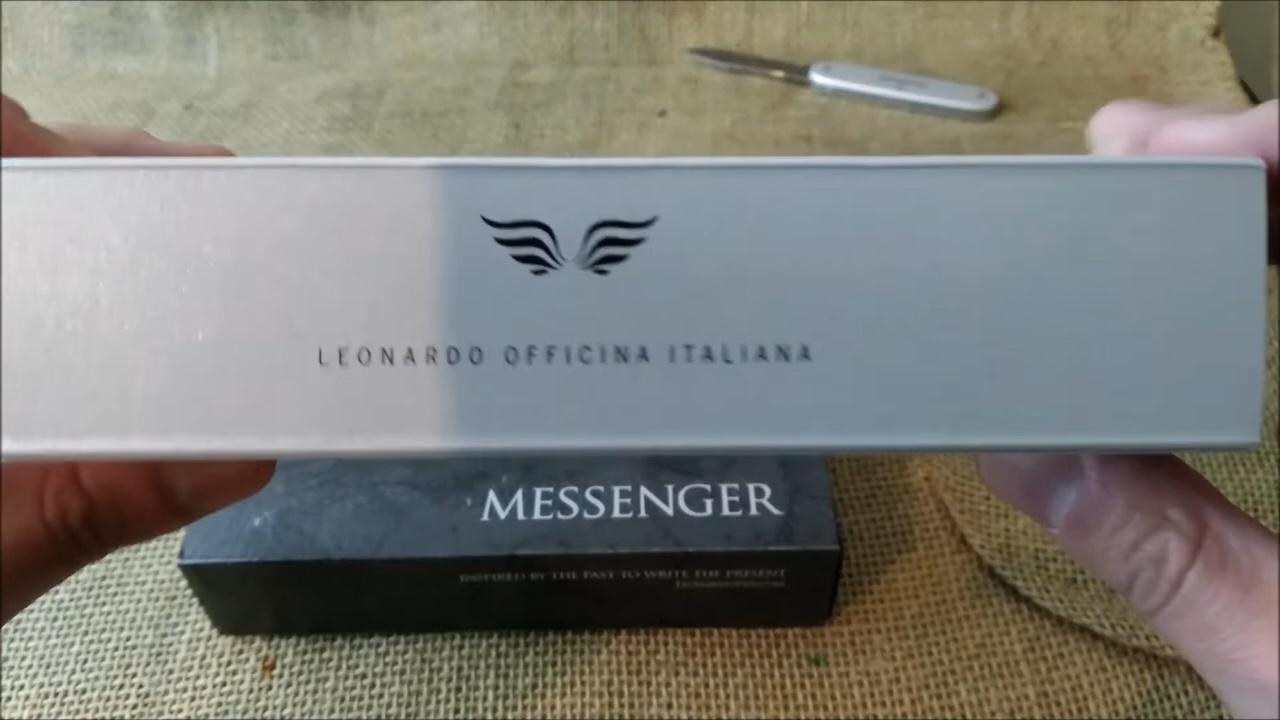 LEONARDO OFFICINA ITALIANA
MESSENGER
INSPIRED BY THE PAST TO WRITE THE PRESENT